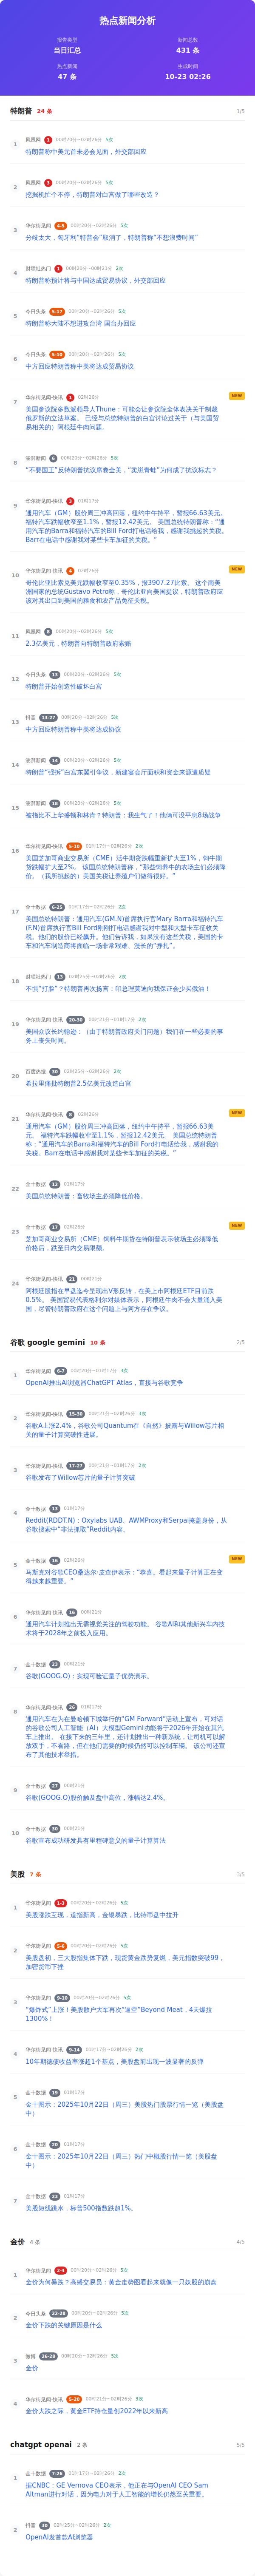 热点新闻分析
报告类型
当日汇总
新闻总数
431 条
热点新闻
47 条
生成时间
10-23 02:26
特朗普 24 条 1/5
1
凤凰网 1 00时20分~02时26分 5次
特朗普称中美元首未必会见面，外交部回应
2
凤凰网 3 00时20分~02时26分 5次
挖掘机忙个不停，特朗普对白宫做了哪些改造？
3
华尔街见闻 4-5 00时20分~02时26分 5次
分歧太大，匈牙利“特普会”取消了，特朗普称“不想浪费时间”
4
财联社热门 1 00时20分~00时21分 2次
特朗普称预计将与中国达成贸易协议，外交部回应
5
今日头条 5-17 00时20分~02时26分 5次
特朗普称大陆不想进攻台湾 国台办回应
6
今日头条 5-10 00时20分~02时26分 5次
中方回应特朗普称中美将达成贸易协议
7
华尔街见闻-快讯 1 02时26分
NEW
美国参议院多数派领导人Thune：可能会让参议院全体表决关于制裁
俄罗斯的立法草案。 已经与总统特朗普的白宫讨论过关于（与美国贸
易相关的）阿根廷牛肉问题。
8
澎湃新闻 6 00时20分~02时26分 5次
“不要国王”反特朗普抗议席卷全美，“卖崽青蛙”为何成了抗议标志？
9
华尔街见闻-快讯 3 01时17分
通用汽车（GM）股价周三冲高回落，纽约中午持平，暂报66.63美元。
福特汽车跌幅收窄至1.1%，暂报12.42美元。 美国总统特朗普称：“通
用汽车的Barra和福特汽车的Bill Ford打电话给我，感谢我挑起的关税。
Barr在电话中感谢我对某些卡车加征的关税。”
10
华尔街见闻-快讯 4 02时26分
NEW
哥伦比亚比索兑美元跌幅收窄至0.35%，报3907.27比索。 这个南美
洲国家的总统Gustavo Petro称，哥伦比亚向美国提议，特朗普政府应
该对其出口到美国的粮食和农产品免征关税。
11
凤凰网 8 00时20分~02时26分 5次
2.3亿美元，特朗普向特朗普政府索赔
12
今日头条 13 00时20分~02时26分 5次
特朗普开始创造性破坏白宫
13
抖音 13-27 00时20分~02时26分 5次
中方回应特朗普称中美将达成协议
14
澎湃新闻 14 00时20分~02时26分 5次
特朗普“强拆”白宫东翼引争议，新建宴会厅面积和资金来源遭质疑
15
澎湃新闻 18 00时20分~02时26分 5次
被指比不上华盛顿和林肯？特朗普：我生气了！他俩可没平息8场战争
16
华尔街见闻-快讯 5-10 01时17分~02时26分 2次
美国芝加哥商业交易所（CME）活牛期货跌幅重新扩大至1%，饲牛期
货跌幅扩大至2%。 该国总统特朗普称，“那些饲养牛的农场主们必须降
价。（我所挑起的）美国关税让养殖户们做得很好。”
17
金十数据 6-25 01时17分~02时26分 2次
美国总统特朗普：通用汽车(GM.N)首席执行官Mary Barra和福特汽车
(F.N)首席执行官Bill Ford刚刚打电话感谢我对中型和大型卡车征收关
税。他们的股价已经飙升。他们告诉我，如果没有这些关税，美国的卡
车和汽车制造商将面临一场非常艰难、漫长的“挣扎”。
18
财联社热门 13 02时25分~02时26分 2次
不惧“打脸”？特朗普再次扬言：印总理莫迪向我保证会少买俄油！
19
华尔街见闻-快讯 20-30 00时21分~01时17分 2次
美国众议长约翰逊：（由于特朗普政府关门问题）我们在一些必要的事
务上丧失时间。
20
百度热搜 30 02时25分~02时26分 2次
希拉里痛批特朗普2.5亿美元改造白宫
21
华尔街见闻-快讯 8 02时26分
NEW
通用汽车（GM）股价周三冲高回落，纽约中午持平，暂报66.63美
元。 福特汽车跌幅收窄至1.1%，暂报12.42美元。 美国总统特朗普
称：“通用汽车的Barra和福特汽车的Bill Ford打电话给我，感谢我的
关税。Barr在电话中感谢我对某些卡车加征的关税。”
22
金十数据 12 01时17分
美国总统特朗普：畜牧场主必须降低价格。
23
金十数据 17 02时26分
NEW
芝加哥商业交易所（CME）饲料牛期货在特朗普表示牧场主必须降低
价格后，跌至日内交易限额。
24
华尔街见闻-快讯 21 00时21分
阿根廷股指在早盘迄今呈现出V形反转，在美上市阿根廷ETF目前跌
0.5%。 美国贸易代表格利尔对媒体表示，阿根廷牛肉不会大量涌入美
国，尽管特朗普政府在这个问题上与阿方存在争议。
谷歌 google gemini 10 条 2/5
1
华尔街见闻 6-7 00时20分~01时17分 3次
OpenAI推出AI浏览器ChatGPT Atlas，直接与谷歌竞争
2
华尔街见闻-快讯 15-30 00时21分~02时26分 3次
谷歌A上涨2.4%，谷歌公司Quantum在《自然》披露与Willow芯片相
关的量子计算突破性进展。
3
华尔街见闻-快讯 17-27 00时21分~01时17分 2次
谷歌发布了Willow芯片的量子计算突破
4
金十数据 13 01时17分
Reddit(RDDT.N)：Oxylabs UAB、AWMProxy和Serpai掩盖身份，从
谷歌搜索中“非法抓取”Reddit内容。
5
金十数据 16 02时26分
NEW
马斯克对谷歌CEO桑达尔·皮查伊表示：“恭喜。看起来量子计算正在变
得越来越重要。”
6
华尔街见闻-快讯 16 00时21分
通用汽车计划推出无需视觉关注的驾驶功能。 谷歌AI和其他新兴车内技
术将于2028年之前投入应用。
7
金十数据 23 00时21分
谷歌(GOOG.O)：实现可验证量子优势演示。
8
华尔街见闻-快讯 26 01时17分
通用汽车在为在曼哈顿下城举行的“GM Forward”活动上宣布，可对话
的谷歌公司人工智能（AI）大模型Gemini功能将于2026年开始在其汽
车上推出。 在接下来的三年里，还计划推出一种新系统，让司机可以解
放双手，不看路，但在他们需要的时候仍然可以控制车辆。 该公司还宣
布了其他技术举措。
9
金十数据 27 00时21分
谷歌(GOOG.O)股价触及盘中高位，涨幅达2.4%。
10
金十数据 30 00时21分
谷歌宣布成功研发具有里程碑意义的量子计算算法
美股 7 条 3/5
1
华尔街见闻 1-3 00时20分~02时26分 5次
美股涨跌互现，道指新高，金银暴跌，比特币盘中拉升
2
华尔街见闻 5-6 00时20分~02时26分 5次
美股盘初，三大股指集体下跌，现货黄金跌势复燃，美元指数突破99，
加密货币下挫
3
华尔街见闻 9-10 00时20分~02时26分 5次
“爆炸式”上涨！美股散户大军再次“逼空”Beyond Meat，4天爆拉
1300%！
4
华尔街见闻-快讯 9-14 01时17分~02时26分 2次
10年期德债收益率涨超1个基点，美股盘前出现一波显著的反弹
5
金十数据 19 01时17分
金十图示：2025年10月22日（周三）美股热门股票行情一览（美股盘
中）
6
金十数据 20 01时17分
金十图示：2025年10月22日（周三）热门中概股行情一览（美股盘
中）
7
金十数据 23 01时17分
美股短线跳水，标普500指数跌超1%。
金价 4 条 4/5
1
华尔街见闻 2-4 00时20分~02时26分 5次
金价为何暴跌？高盛交易员：黄金走势图看起来就像一只妖股的崩盘
2
今日头条 22-28 00时20分~02时26分 5次
金价下跌的关键原因是什么
3
微博 26-28 00时20分~02时26分 5次
金价
4
华尔街见闻-快讯 5-20 00时21分~02时26分 3次
金价大跌之际，黄金ETF持仓量创2022年以来新高
chatgpt openai 2 条 5/5
1
金十数据 7-26 01时17分~02时26分 2次
据CNBC：GE Vernova CEO表示，他正在与OpenAI CEO Sam
Altman进行对话，因为电力对于人工智能的增长仍然至关重要。
2
抖音 30 02时25分~02时26分 2次
OpenAI发首款AI浏览器